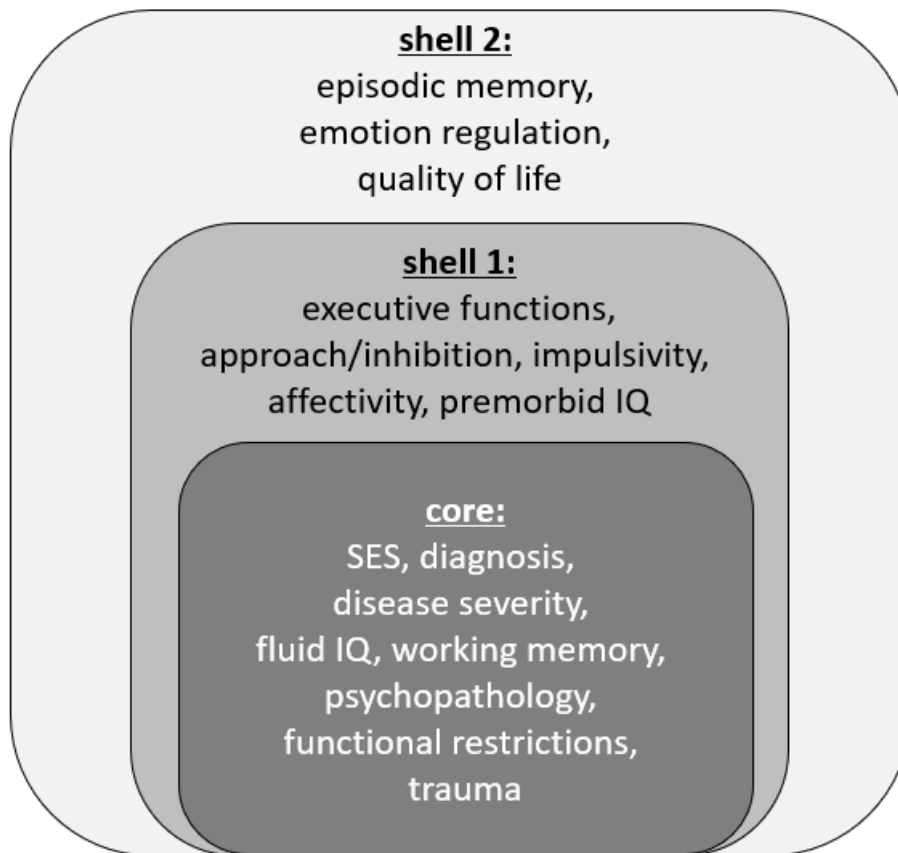 shell 2:
episodic memory,
emotion regulation,
quality of life
shell 1:
executive functions,
approach/inhibition, impulsivity,
affectivity, premorbid IQ
core:
SES, diagnosis,
disease severity,
fluid IQ, working memory,
psychopathology,
functional restrictions,
trauma